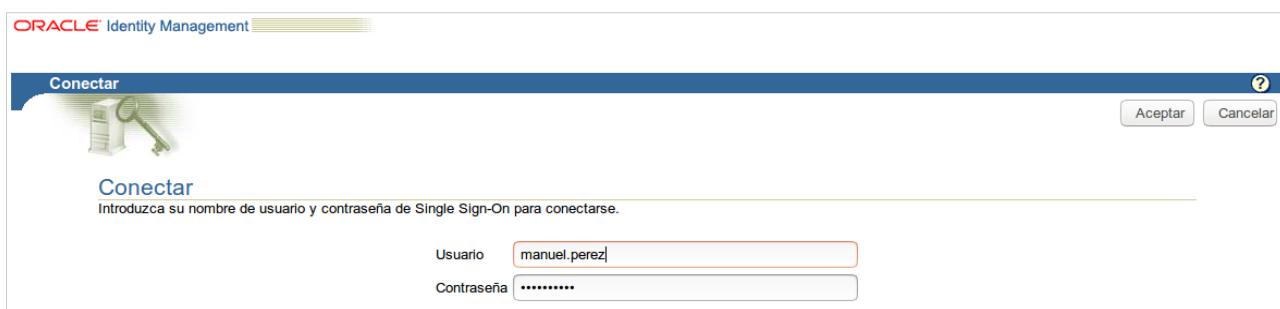 ORACLE Identity Management
Conectar
?
Aceptar Cancelar
Conectar
Introduzca su nombre de usuario y contraseña de Single Sign-On para conectarse.
Usuario manuel.perez
Contraseña ••••••••••